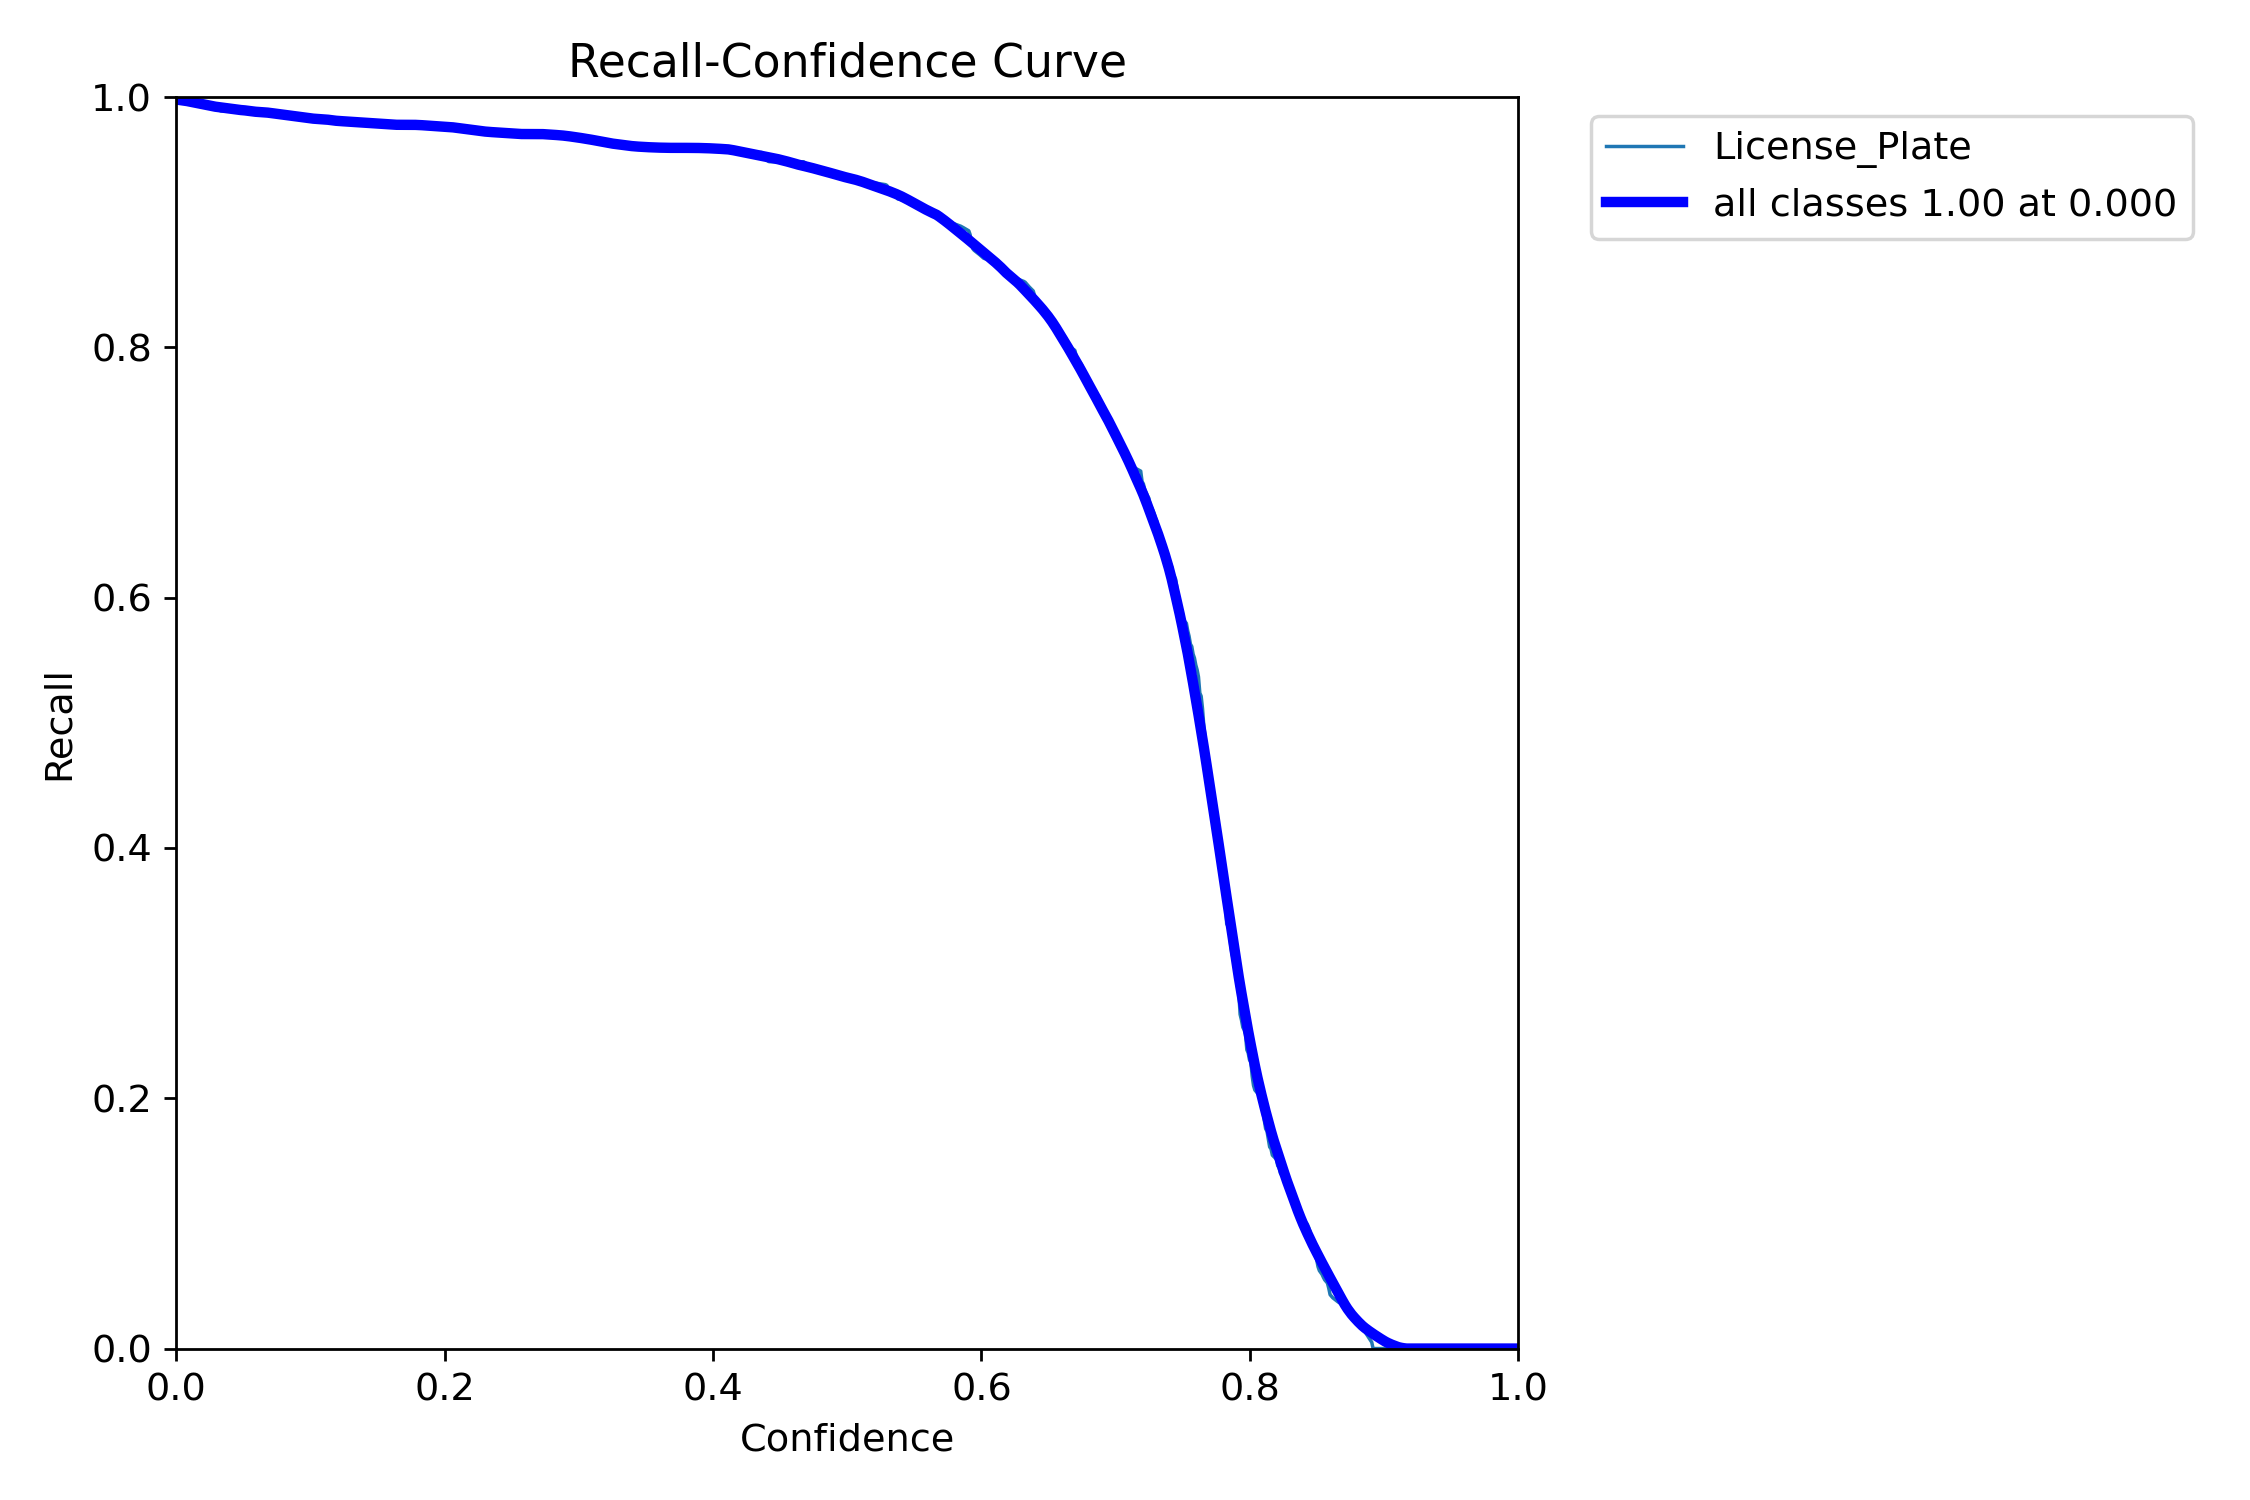 Recall-Confidence Curve
1.0
0.8
0.6
0.4
0.2
0.0
Recall
0.0 0.2 0.4 0.6 0.8 1.0
Confidence
License_Plate
all classes 1.00 at 0.000